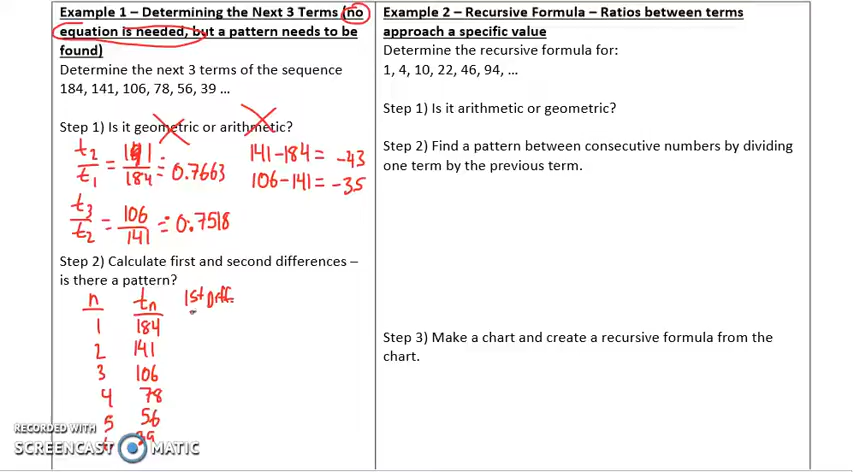 Example 1 – Determining the Next 3 Terms (no
equation is needed, but a pattern needs to be
found)
Determine the next 3 terms of the sequence
184, 141, 106, 78, 56, 39 ...
Step 1) Is it geometric or arithmetic?
t₂/t₁ = 141/184 = 0.7663
141 – 184 = -43
106 – 141 = -35
t₃/t₂ = 106/141 = 0.7518
Step 2) Calculate first and second differences –
is there a pattern?
n tₙ 1st Diff.
1 184
2 141
3 106
4 78
5 56
39
RECORDED WITH
SCREENCAST MATIC
Example 2 – Recursive Formula – Ratios between terms
approach a specific value
Determine the recursive formula for:
1, 4, 10, 22, 46, 94, ...
Step 1) Is it arithmetic or geometric?
Step 2) Find a pattern between consecutive numbers by dividing
one term by the previous term.
Step 3) Make a chart and create a recursive formula from the
chart.